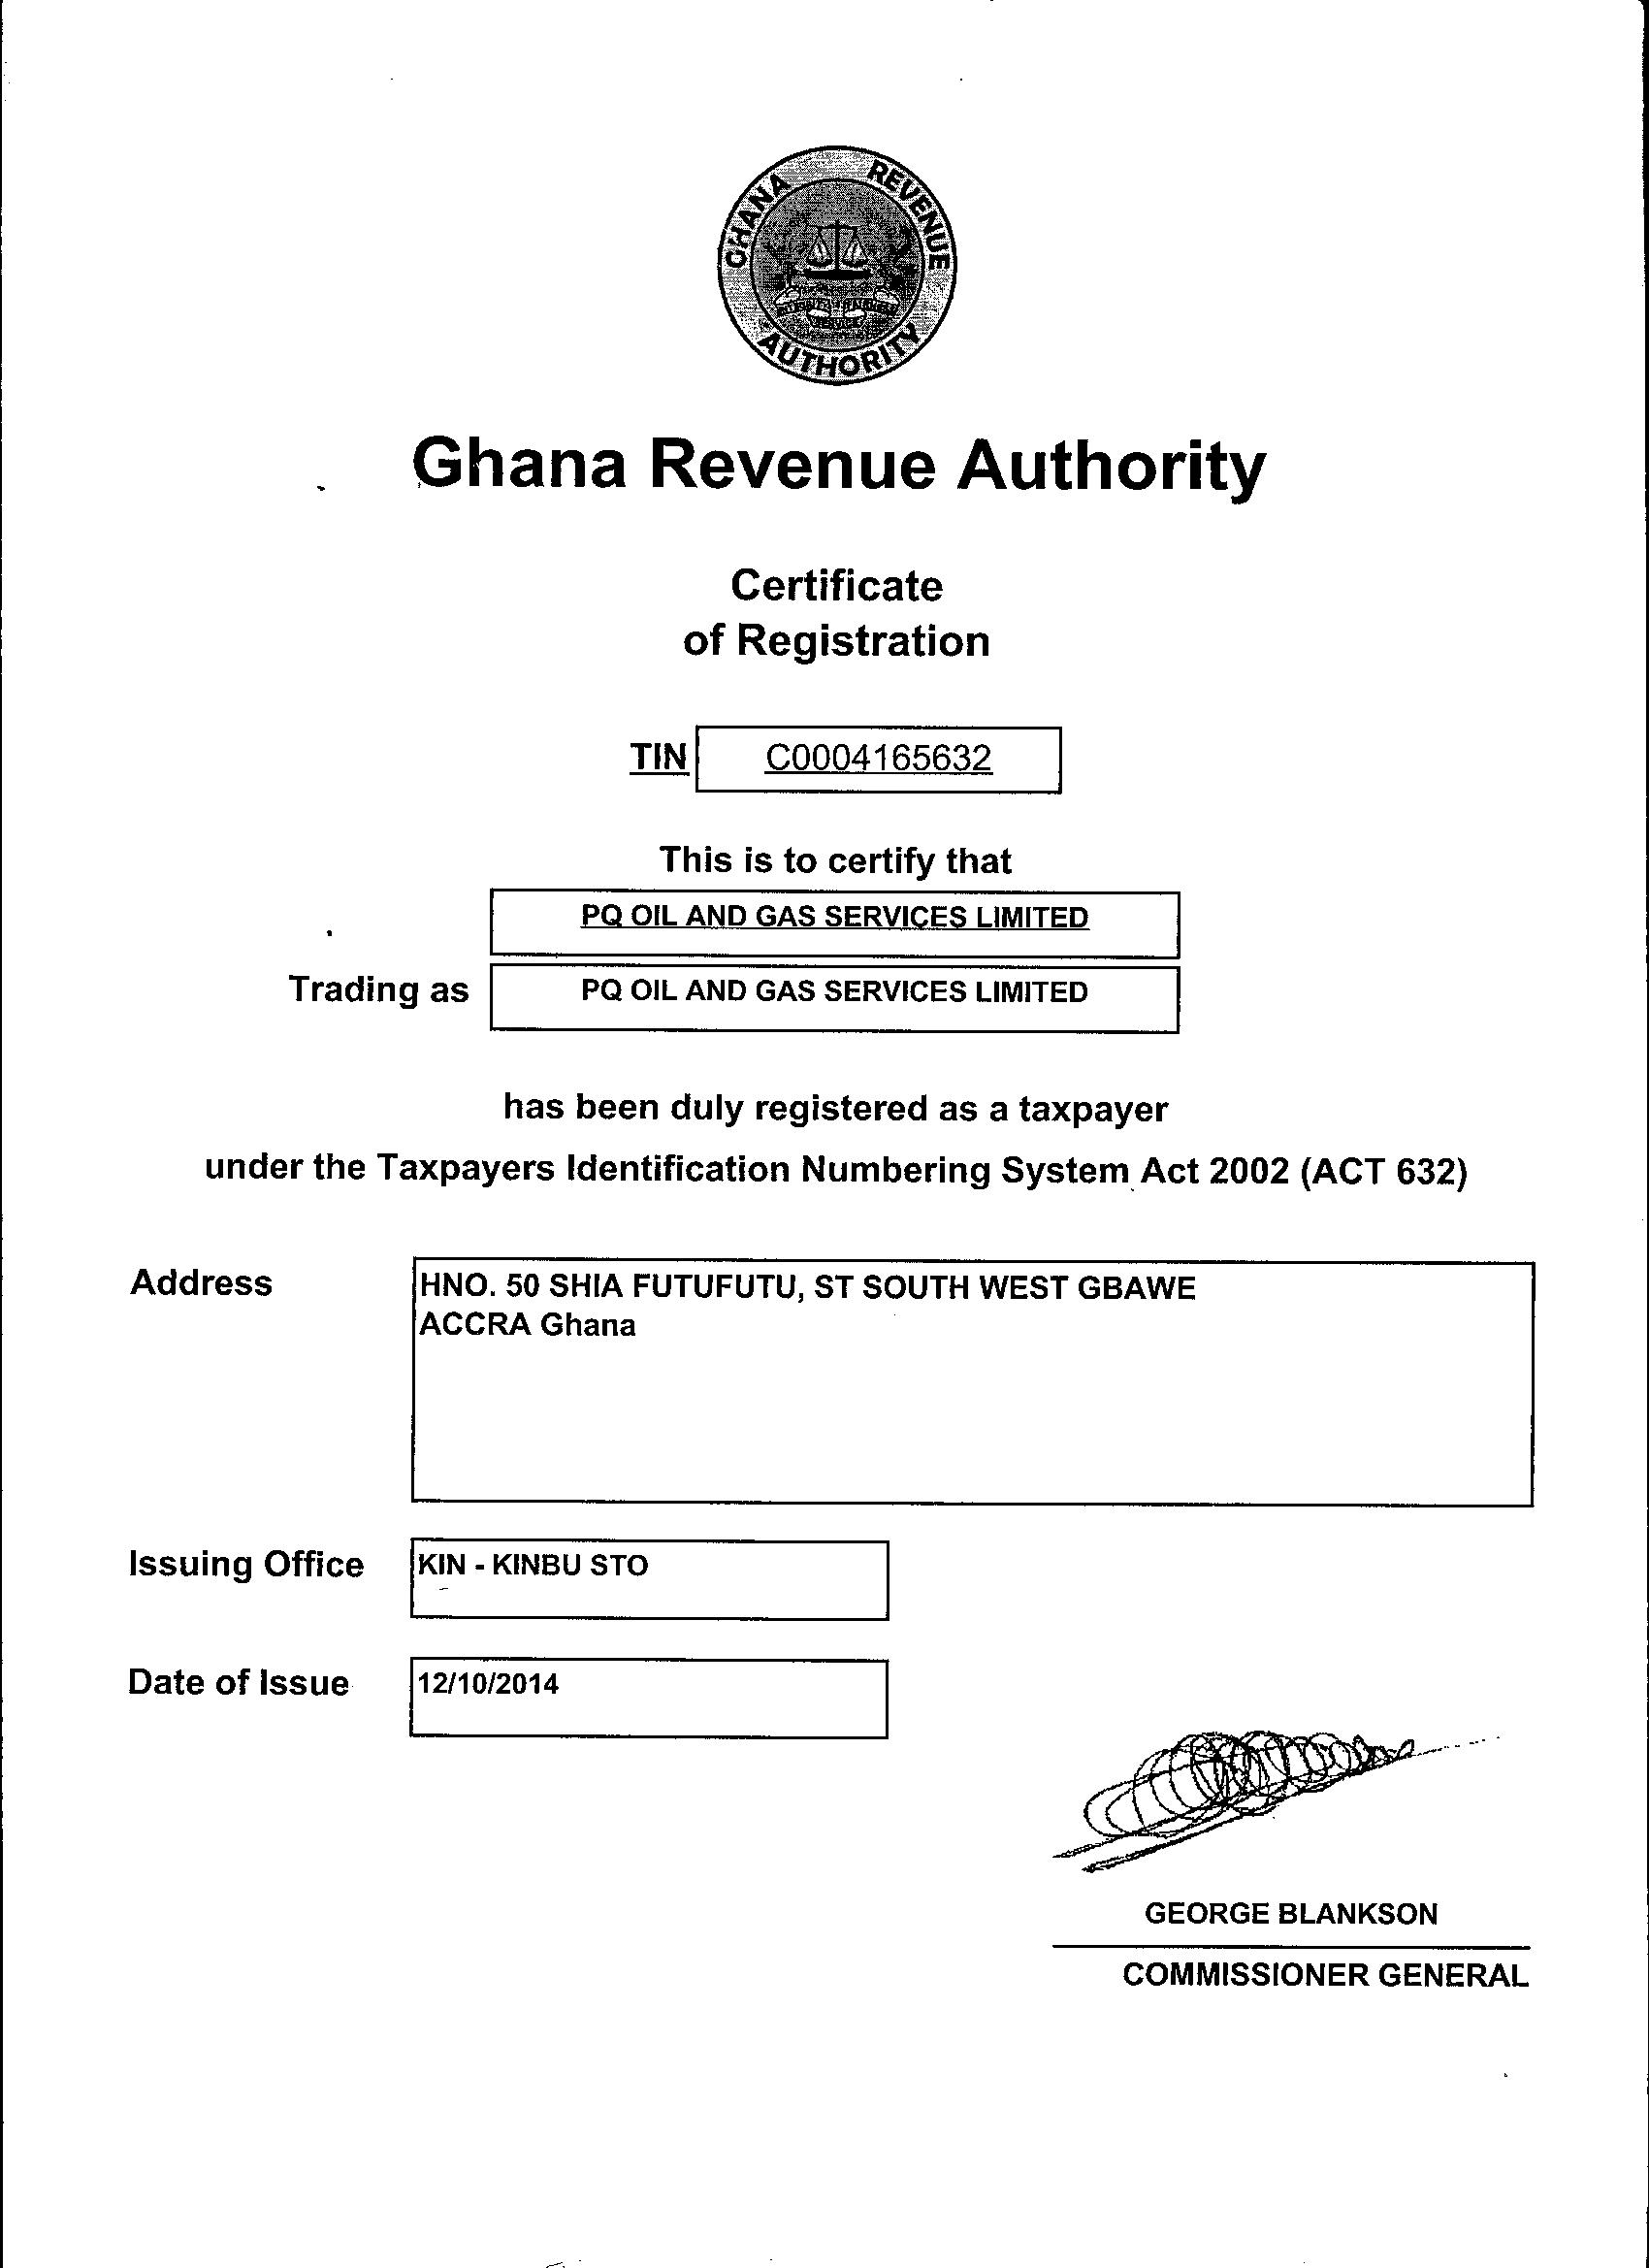 GHANA REVENUE AUTHORITY
Ghana Revenue Authority
Certificate
of Registration
TIN C0004165632
This is to certify that
PQ OIL AND GAS SERVICES LIMITED
Trading as PQ OIL AND GAS SERVICES LIMITED
has been duly registered as a taxpayer
under the Taxpayers Identification Numbering System Act 2002 (ACT 632)
Address HNO. 50 SHIA FUTUFUTU, ST SOUTH WEST GBAWE
ACCRA Ghana
Issuing Office KIN - KINBU STO
Date of Issue 12/10/2014
GEORGE BLANKSON
COMMISSIONER GENERAL